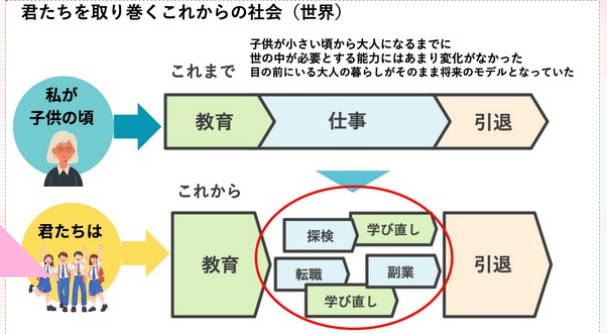 君たちを取り巻くこれからの社会（世界）
子供が小さい頃から大人になるまでに
世の中が必要とする能力にはあまり変化がなかった
目の前にいる大人の暮らしがそのまま将来のモデルとなっていた
これまで
私が
子供の頃
教育
仕事
引退
これから
君たちは
教育
探検
学び直し
転職
副業
学び直し
引退